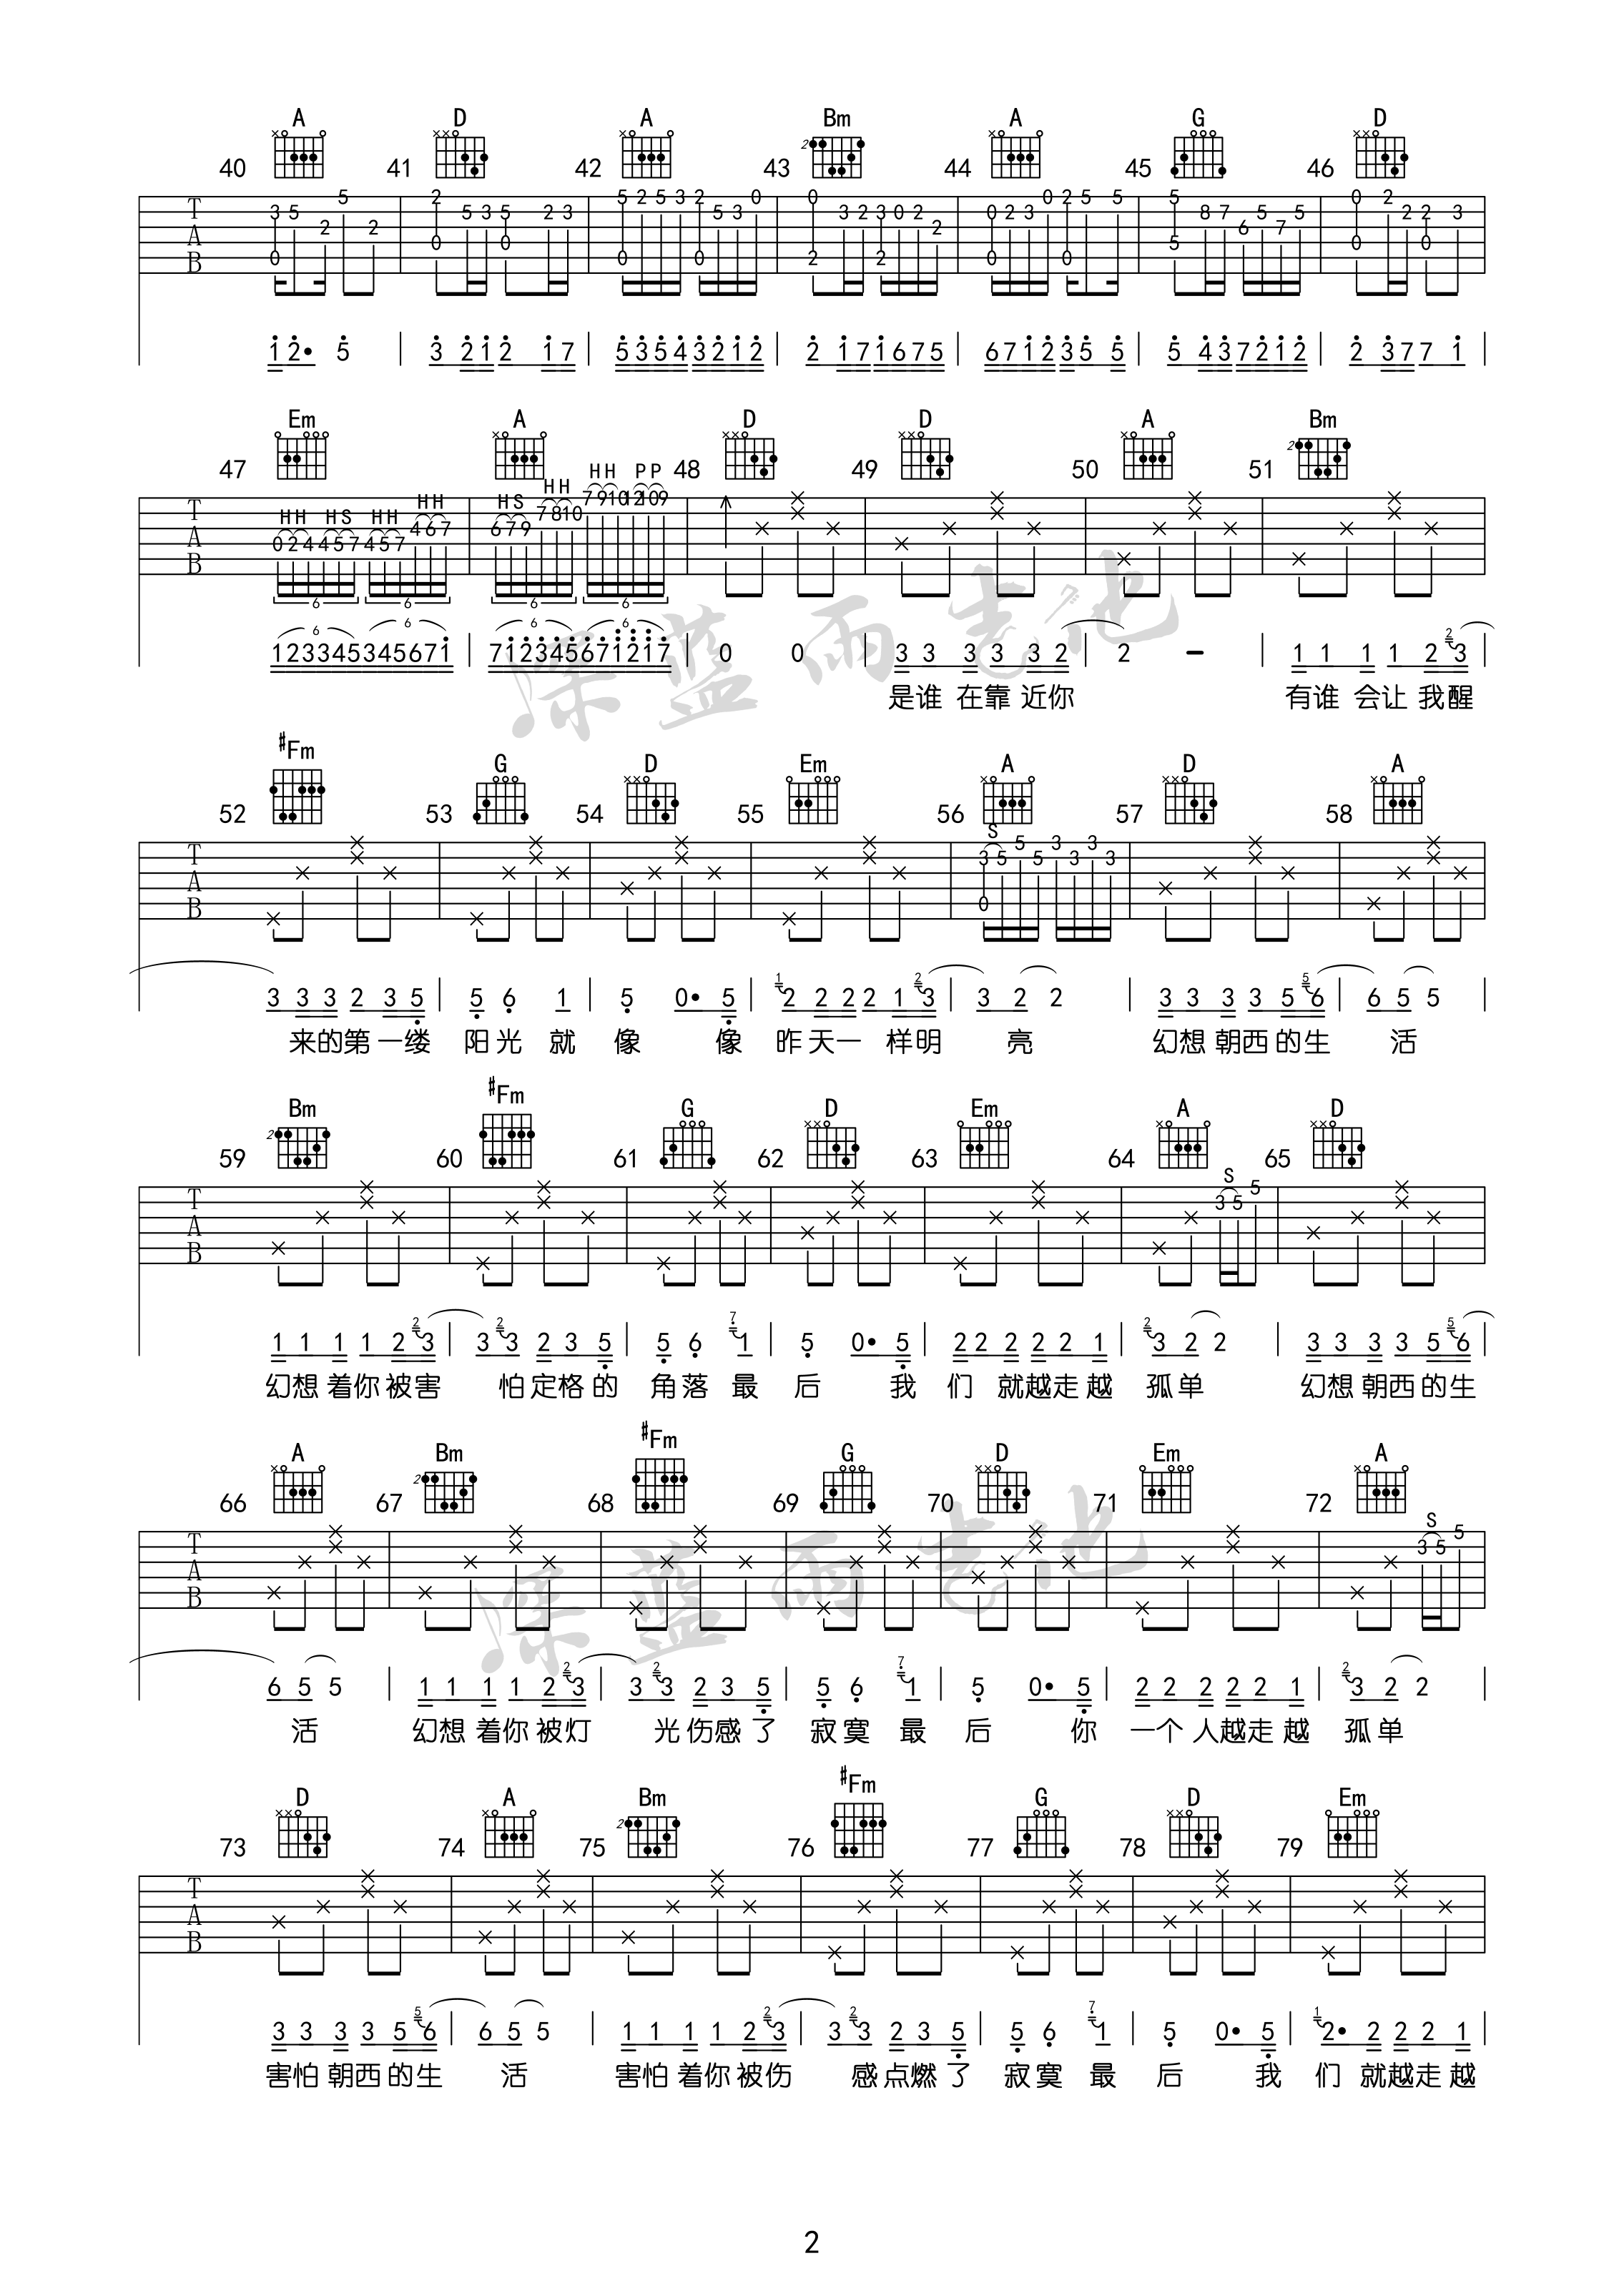 A D A Bm A G D
40 41 42 43 44 45 46
1 2• 5 3 2 1 2 1 7 5 3 5 4 3 2 1 2 2 1 7 1 6 7 5 6 7 1 2 3 5 5 5 4 3 7 2 1 2 2 3 7 7 1
Em A D D A Bm
47 48 49 50 51
H H H S H H H H H S H H H H P P
1 2 3 3 4 5 3 4 5 6 7 1 7 1 2 3 4 5 6 7 1 2 1 7 0 0 3 3 3 3 3 2 2 – 1 1 1 1 2 3
是谁 在靠 近你 有谁 会让 我醒
深蓝雨吉他
#Fm G D Em A D A
52 53 54 55 56 57 58
3 3 3 2 3 5 5 6 1 5 0• 5 2 2 2 2 1 3 3 2 2 3 3 3 3 5 6 6 5 5
来的第一缕 阳光 就 像 像 昨天一 样明 亮 幻想 朝西的生 活
Bm #Fm G D Em A D
59 60 61 62 63 64 65
1 1 1 1 2 3 3 3 2 3 5 5 6 1 5 0• 5 2 2 2 2 2 1 3 2 2 3 3 3 3 5 6
幻想 着你被害 怕定格的 角落 最 后 我 们 就越走越 孤单 幻想 朝西的生
A Bm #Fm G D Em A
66 67 68 69 70 71 72
6 5 5 1 1 1 1 2 3 3 3 2 3 5 5 6 1 5 0• 5 2 2 2 2 2 1 3 2 2
活 幻想 着你被灯 光伤感了 寂寞 最 后 你 一个 人越走越 孤单
深蓝雨吉他
D A Bm #Fm G D Em
73 74 75 76 77 78 79
3 3 3 3 5 6 6 5 5 1 1 1 1 2 3 3 3 2 3 5 5 6 1 5 0• 5 2• 2 2 2 1
害怕 朝西的生 活 害怕 着你被伤 感点燃了 寂寞 最 后 我 们 就越走越
2